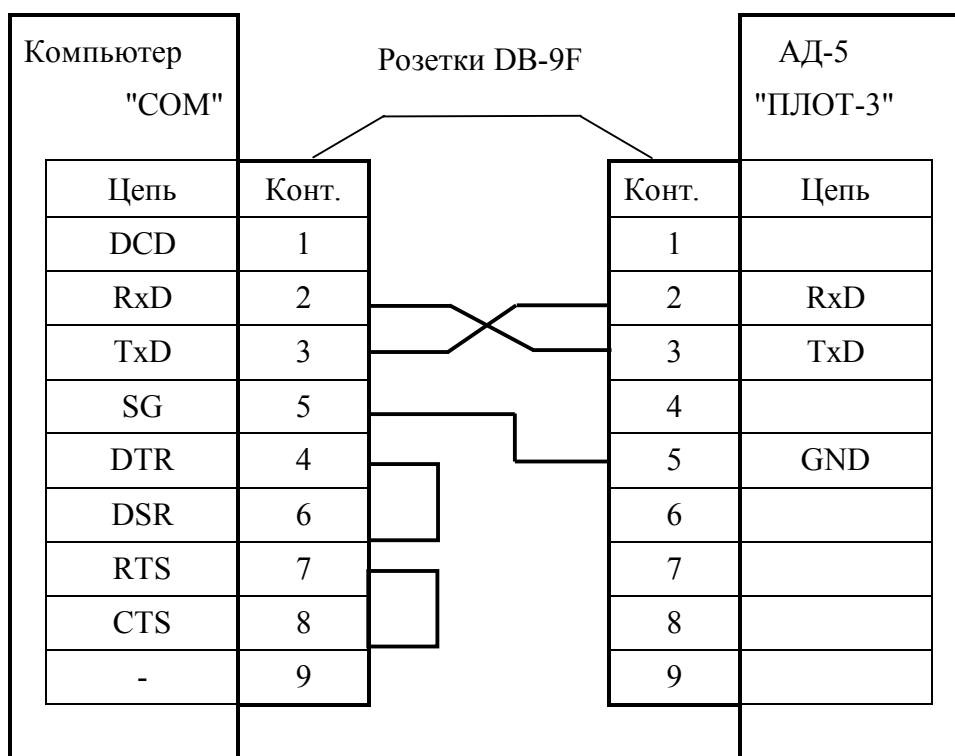 Компьютер
"COM"
Розетки DB-9F
АД-5
"ПЛОТ-3"
Цепь Конт. Конт. Цепь
DCD 1 1
RxD 2 2 RxD
TxD 3 3 TxD
SG 5 4
DTR 4 5 GND
DSR 6 6
RTS 7 7
CTS 8 8
- 9 9